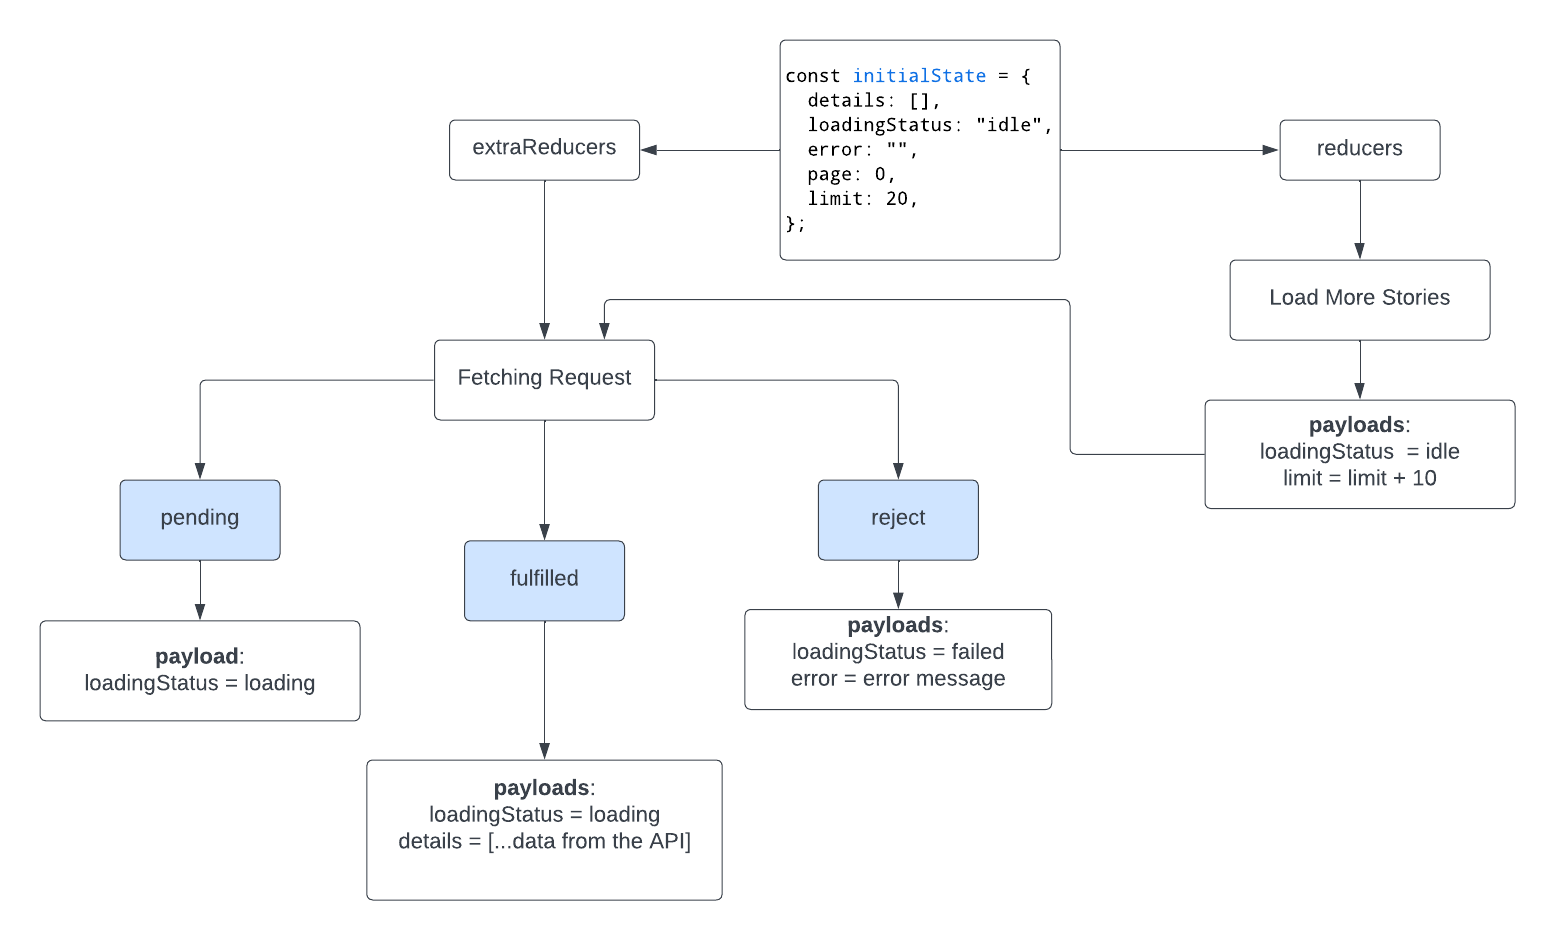 const initialState = {
details: [],
loadingStatus: "idle",
error: "",
page: 0,
limit: 20,
};
extraReducers
reducers
Load More Stories
Fetching Request
payloads:
loadingStatus = idle
limit = limit + 10
pending
fulfilled
reject
payload:
loadingStatus = loading
payloads:
loadingStatus = failed
error = error message
payloads:
loadingStatus = loading
details = [...data from the API]